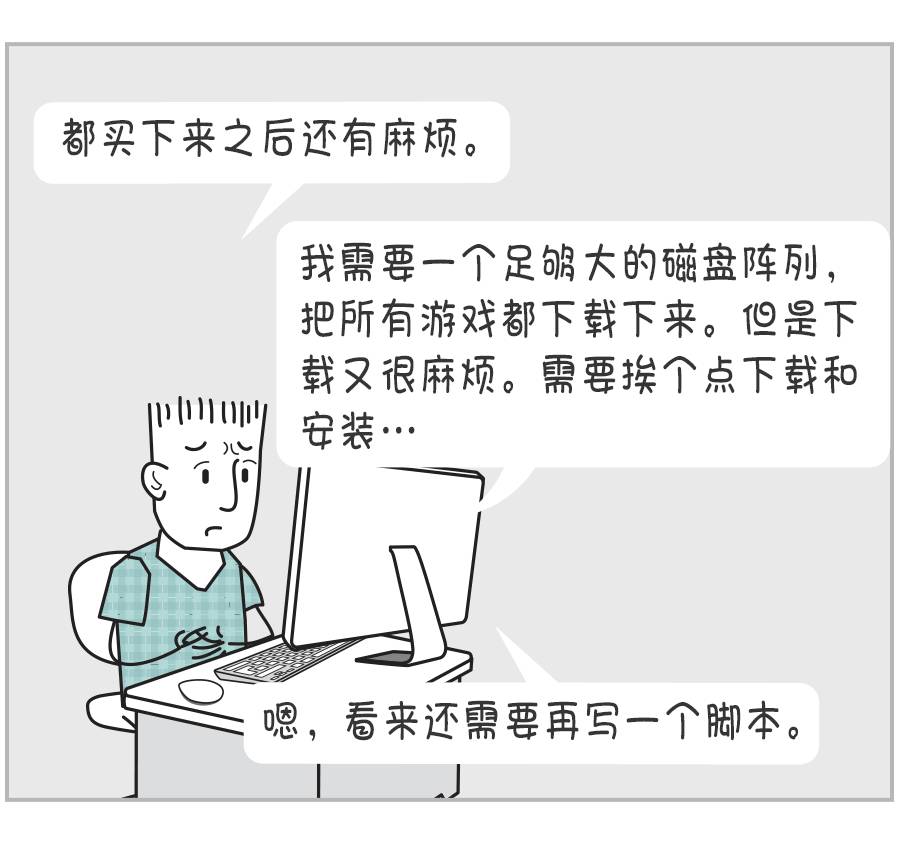 都买下来之后还有麻烦。
我需要一个足够大的磁盘阵列，
把所有游戏都下载下来。但是下
载又很麻烦。需要挨个点下载和
安装…
嗯，看来还需要再写一个脚本。